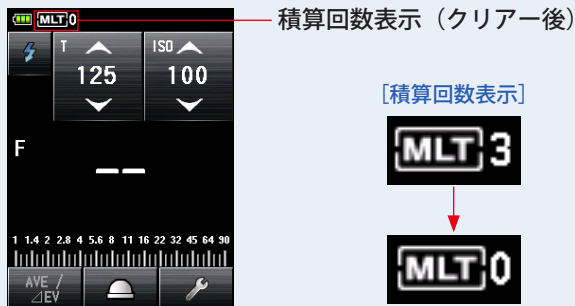 MLT 0
積算回数表示（クリアー後）
T
125
ISO
100
[積算回数表示]
MLT 3
MLT 0
F
--
1 1.4 2 2.8 4 5.6 8 11 16 22 32 45 64 90
AVE /
⊿EV